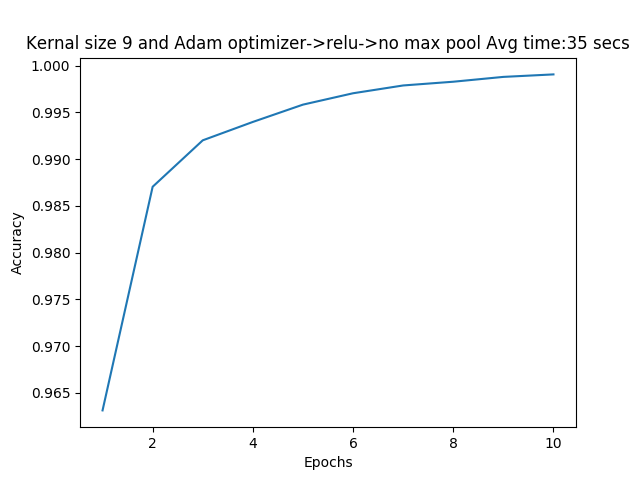 Kernal size 9 and Adam optimizer->relu->no max pool Avg time:35 secs
1.000
0.995
0.990
0.985
0.980
0.975
0.970
0.965
Accuracy
2 4 6 8 10
Epochs